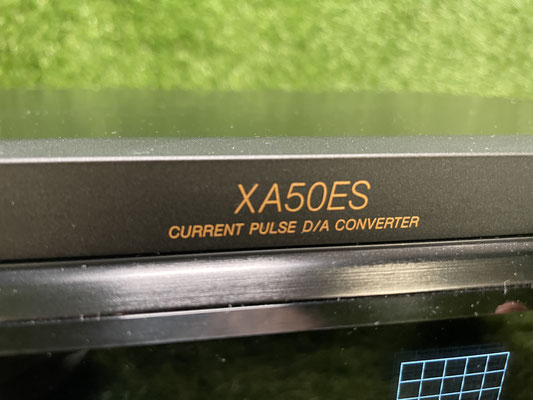 XA50ES
CURRENT PULSE D/A CONVERTER